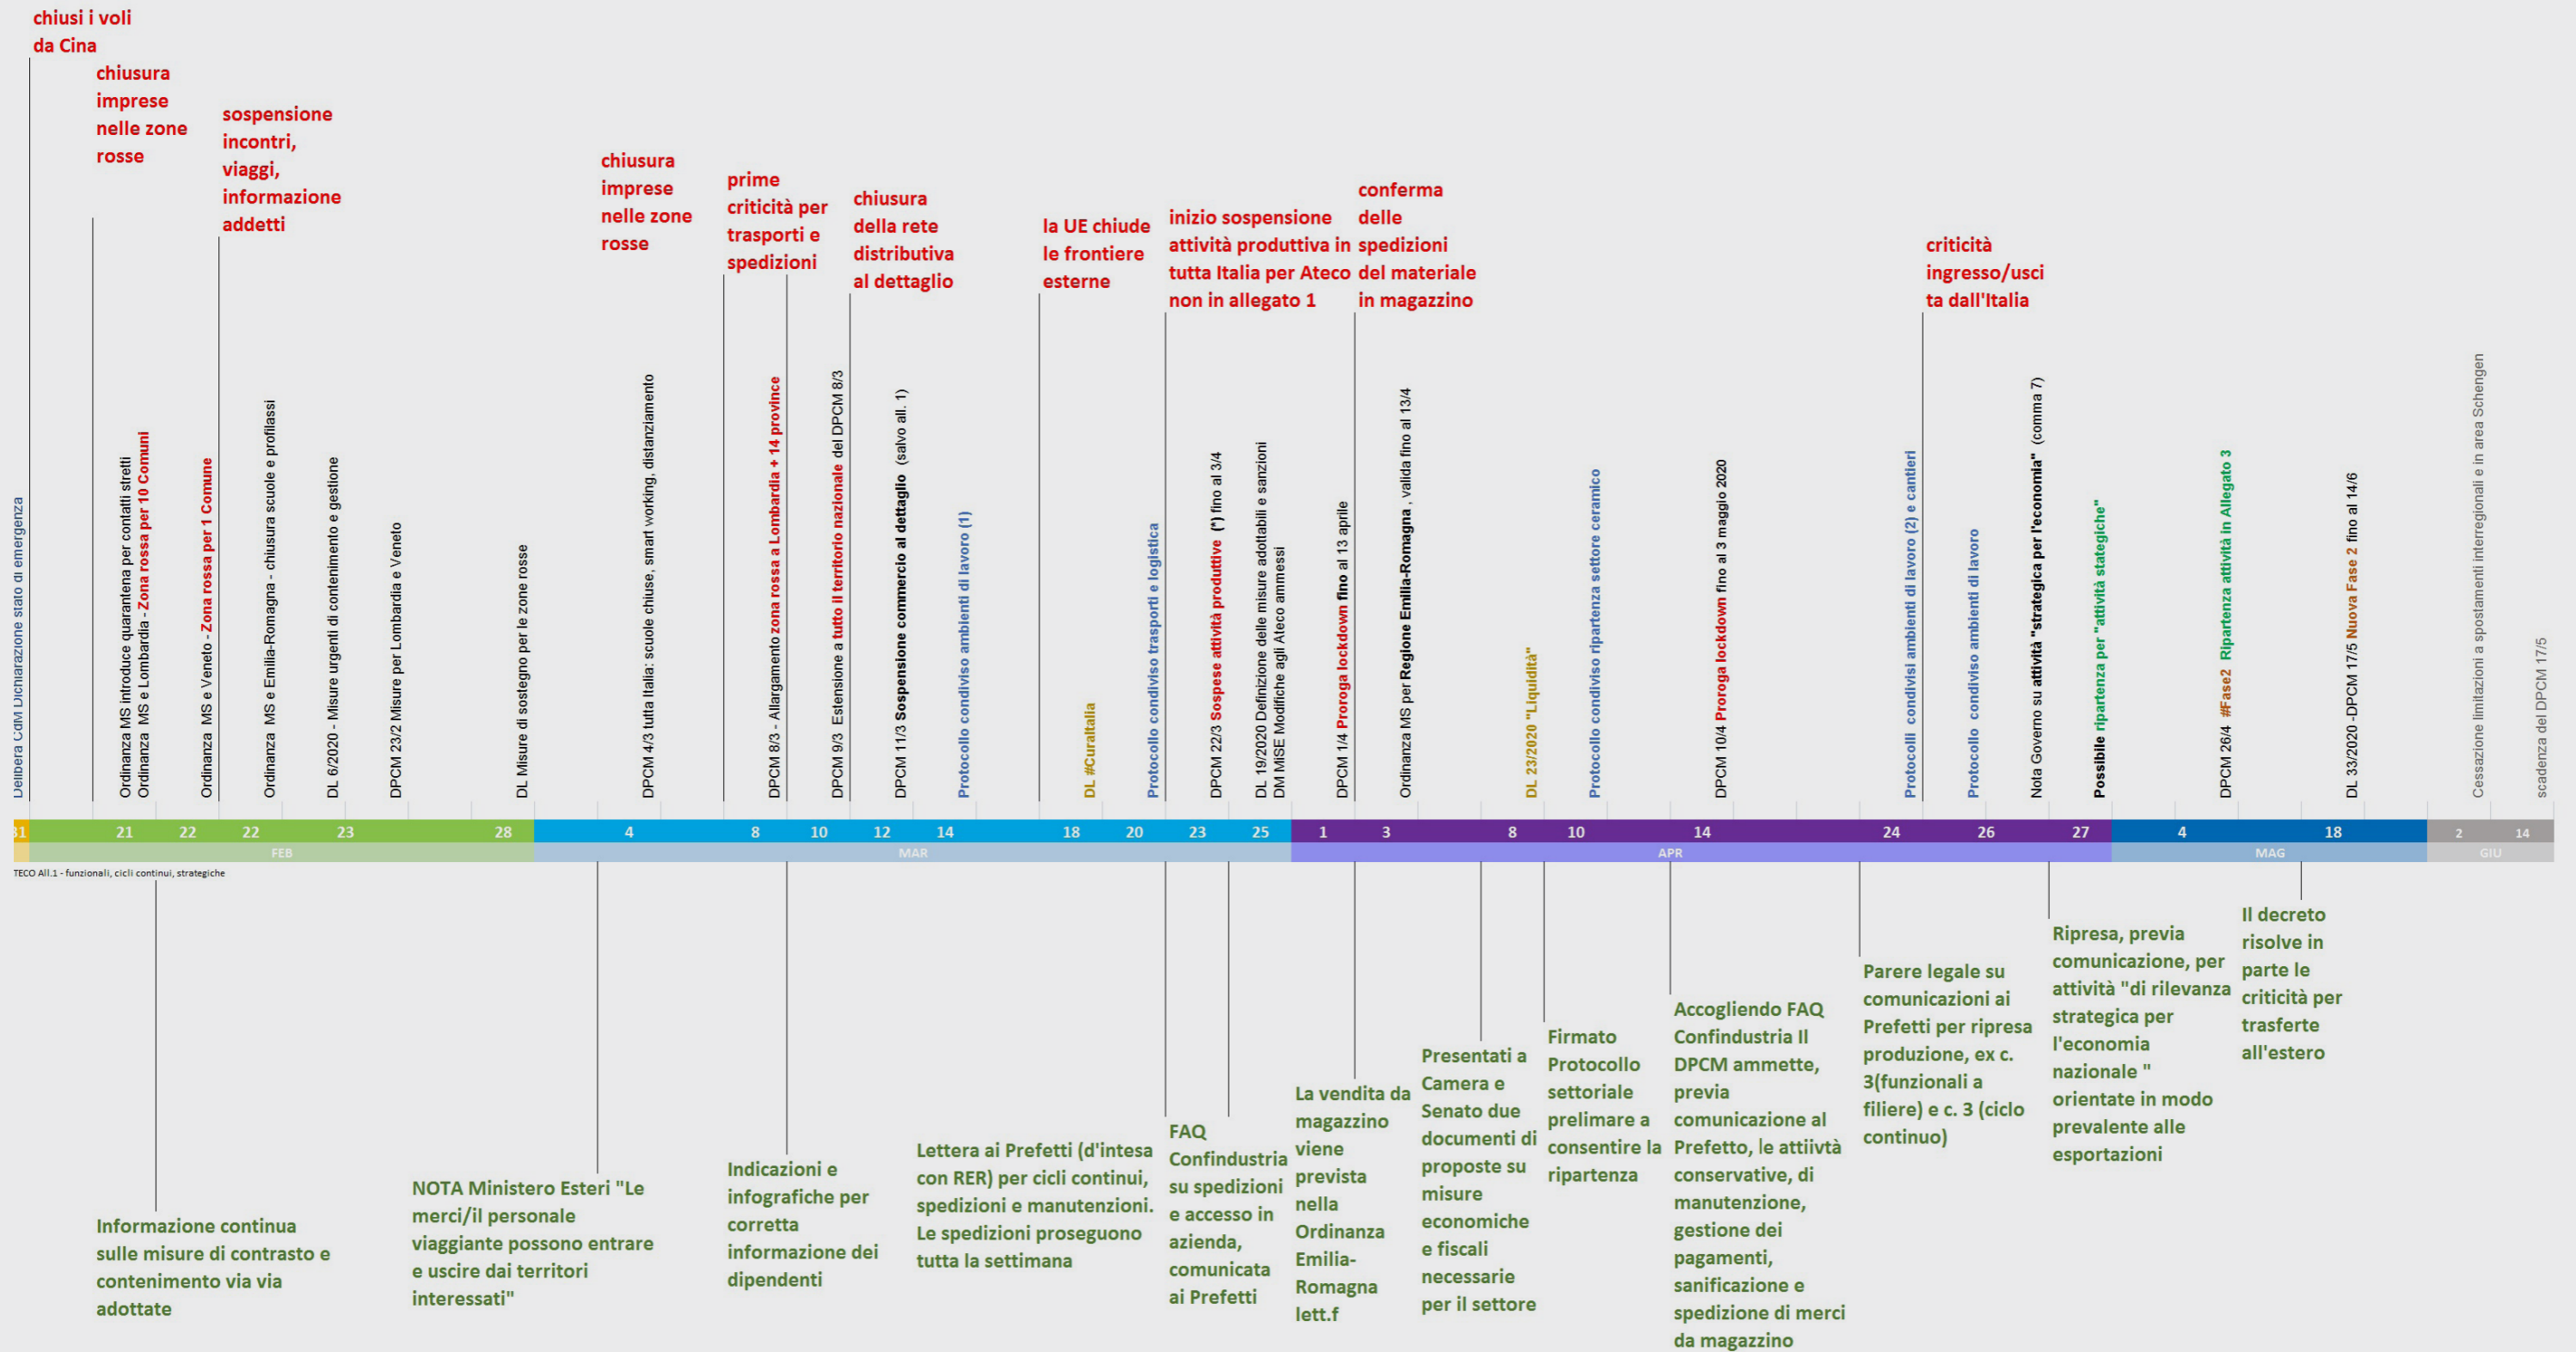 chiusi i voli
da Cina
chiusura
imprese
nelle zone
rosse
sospensione
incontri,
viaggi,
informazione
addetti
chiusura
imprese
nelle zone
rosse
prime
criticità per
trasporti e
spedizioni
chiusura
della rete
distributiva
al dettaglio
la UE chiude
le frontiere
esterne
inizio sospensione
attività produttiva in
tutta Italia per Ateco
non in allegato 1
conferma
delle
spedizioni
del materiale
in magazzino
criticità
ingresso/usci
ta dall'Italia
Delibera CdM Dichiarazione stato di emergenza
Ordinanza MS introduce quarantena per contatti stretti
Ordinanza MS e Lombardia - Zona rossa per 10 Comuni
Ordinanza MS e Veneto - Zona rossa per 1 Comune
Ordinanza MS e Emilia-Romagna - chiusura scuole e profilassi
DL 6/2020 - Misure urgenti di contenimento e gestione
DPCM 23/2 Misure per Lombardia e Veneto
DL Misure di sostegno per le zone rosse
DPCM 4/3 tutta Italia: scuole chiuse, smart working, distanziamento
DPCM 8/3 - Allargamento zona rossa a Lombardia + 14 province
DPCM 9/3 Estensione a tutto il territorio nazionale del DPCM 8/3
DPCM 11/3 Sospensione commercio al dettaglio (salvo all. 1)
Protocollo condiviso ambienti di lavoro (1)
DL #CuraItalia
Protocollo condiviso trasporti e logistica
DPCM 22/3 Sospese attività produttive (*) fino al 3/4
DL 19/2020 Definizione delle misure adottabili e sanzioni
DM MiSE Modifiche agli Ateco ammessi
DPCM 1/4 Proroga lockdown fino al 13 aprile
Ordinanza MS per Regione Emilia-Romagna , valida fino al 13/4
DL 23/2020 "Liquidità"
Protocollo condiviso ripartenza settore ceramico
DPCM 10/4 Proroga lockdown fino al 3 maggio 2020
Protocolli condivisi ambienti di lavoro (2) e cantieri
Protocollo condiviso ambienti di lavoro
Nota Governo su attività "strategica per l'economia" (comma 7)
Possibile ripartenza per "attività stategiche"
DPCM 26/4 #Fase2 Ripartenza attività in Allegato 3
DL 33/2020 -DPCM 17/5 Nuova Fase 2 fino al 14/6
Cessazione limitazioni a spostamenti interregionali e in area Schengen
scadenza del DPCM 17/5
31 21 22 22 23 28 4 8 10 12 14 18 20 23 25 1 3 8 10 14 24 26 27 4 18 2 14
FEB MAR APR MAG GIU
TECO All.1 - funzionali, cicli continui, strategiche
Informazione continua
sulle misure di contrasto e
contenimento via via
adottate
NOTA Ministero Esteri "Le
merci/il personale
viaggiante possono entrare
e uscire dai territori
interessati"
Indicazioni e
infografiche per
corretta
informazione dei
dipendenti
Lettera ai Prefetti (d'intesa
con RER) per cicli continui,
spedizioni e manutenzioni.
Le spedizioni proseguono
tutta la settimana
FAQ
Confindustria
su spedizioni
e accesso in
azienda,
comunicata
ai Prefetti
La vendita da
magazzino
viene
prevista
nella
Ordinanza
Emilia-
Romagna
lett.f
Presentati a
Camera e
Senato due
documenti di
proposte su
misure
economiche
e fiscali
necessarie
per il settore
Firmato
Protocollo
settoriale
prelimare a
consentire la
ripartenza
Accogliendo FAQ
Confindustria Il
DPCM ammette,
previa
comunicazione al
Prefetto, le attiivtà
conservative, di
manutenzione,
gestione dei
pagamenti,
sanificazione e
spedizione di merci
da magazzino
Parere legale su
comunicazioni ai
Prefetti per ripresa
produzione, ex c.
3(funzionali a
filiere) e c. 3 (ciclo
continuo)
Ripresa, previa
comunicazione, per
attività "di rilevanza
strategica per
l'economia
nazionale "
orientate in modo
prevalente alle
esportazioni
Il decreto
risolve in
parte le
criticità per
trasferte
all'estero